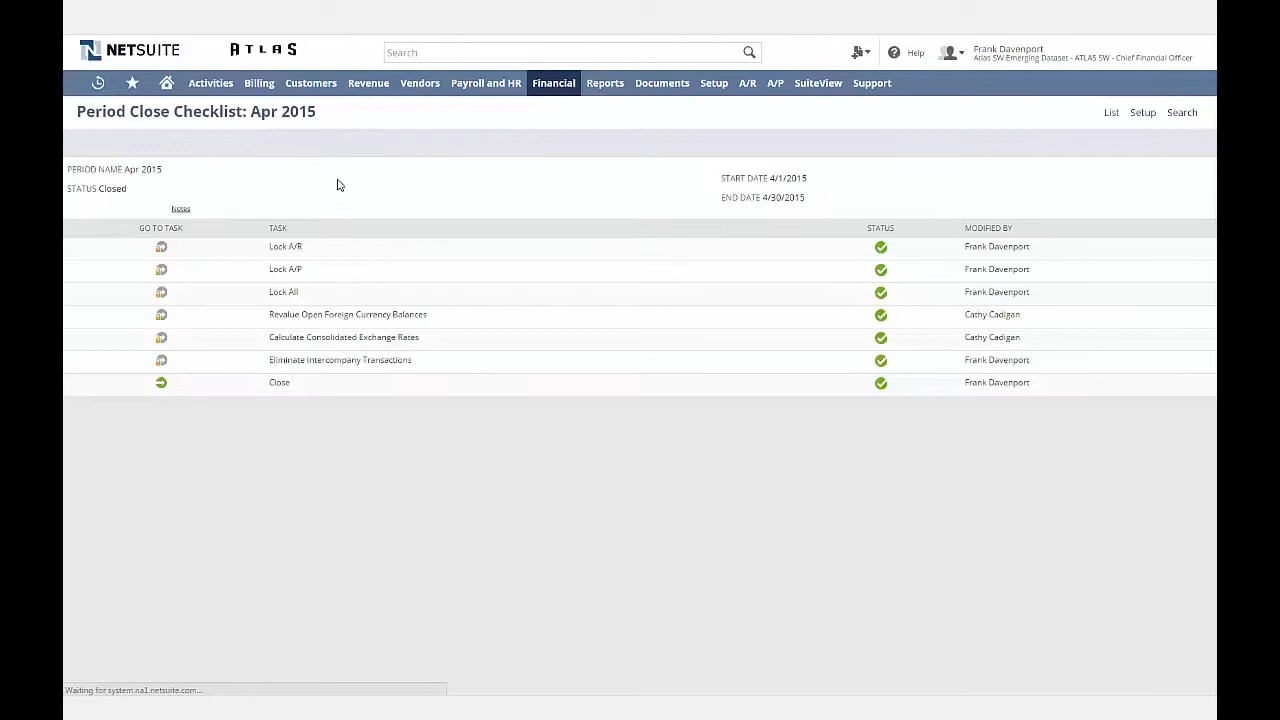 NETSUITE ATLAS Search Help Frank Davenport
Atlas SW Emerging Dataset - ATLAS SW - Chief Financial Officer
Activities Billing Customers Revenue Vendors Payroll and HR Financial Reports Documents Setup A/R A/P SuiteView Support
Period Close Checklist: Apr 2015 List Setup Search
PERIOD NAME Apr 2015
START DATE 4/1/2015
STATUS Closed
END DATE 4/30/2015
Notes
GO TO TASK TASK STATUS MODIFIED BY
Lock A/R Frank Davenport
Lock A/P Frank Davenport
Lock All Frank Davenport
Revalue Open Foreign Currency Balances Cathy Cadigan
Calculate Consolidated Exchange Rates Cathy Cadigan
Eliminate Intercompany Transactions Frank Davenport
Close Frank Davenport
Waiting for system.na1.netsuite.com...